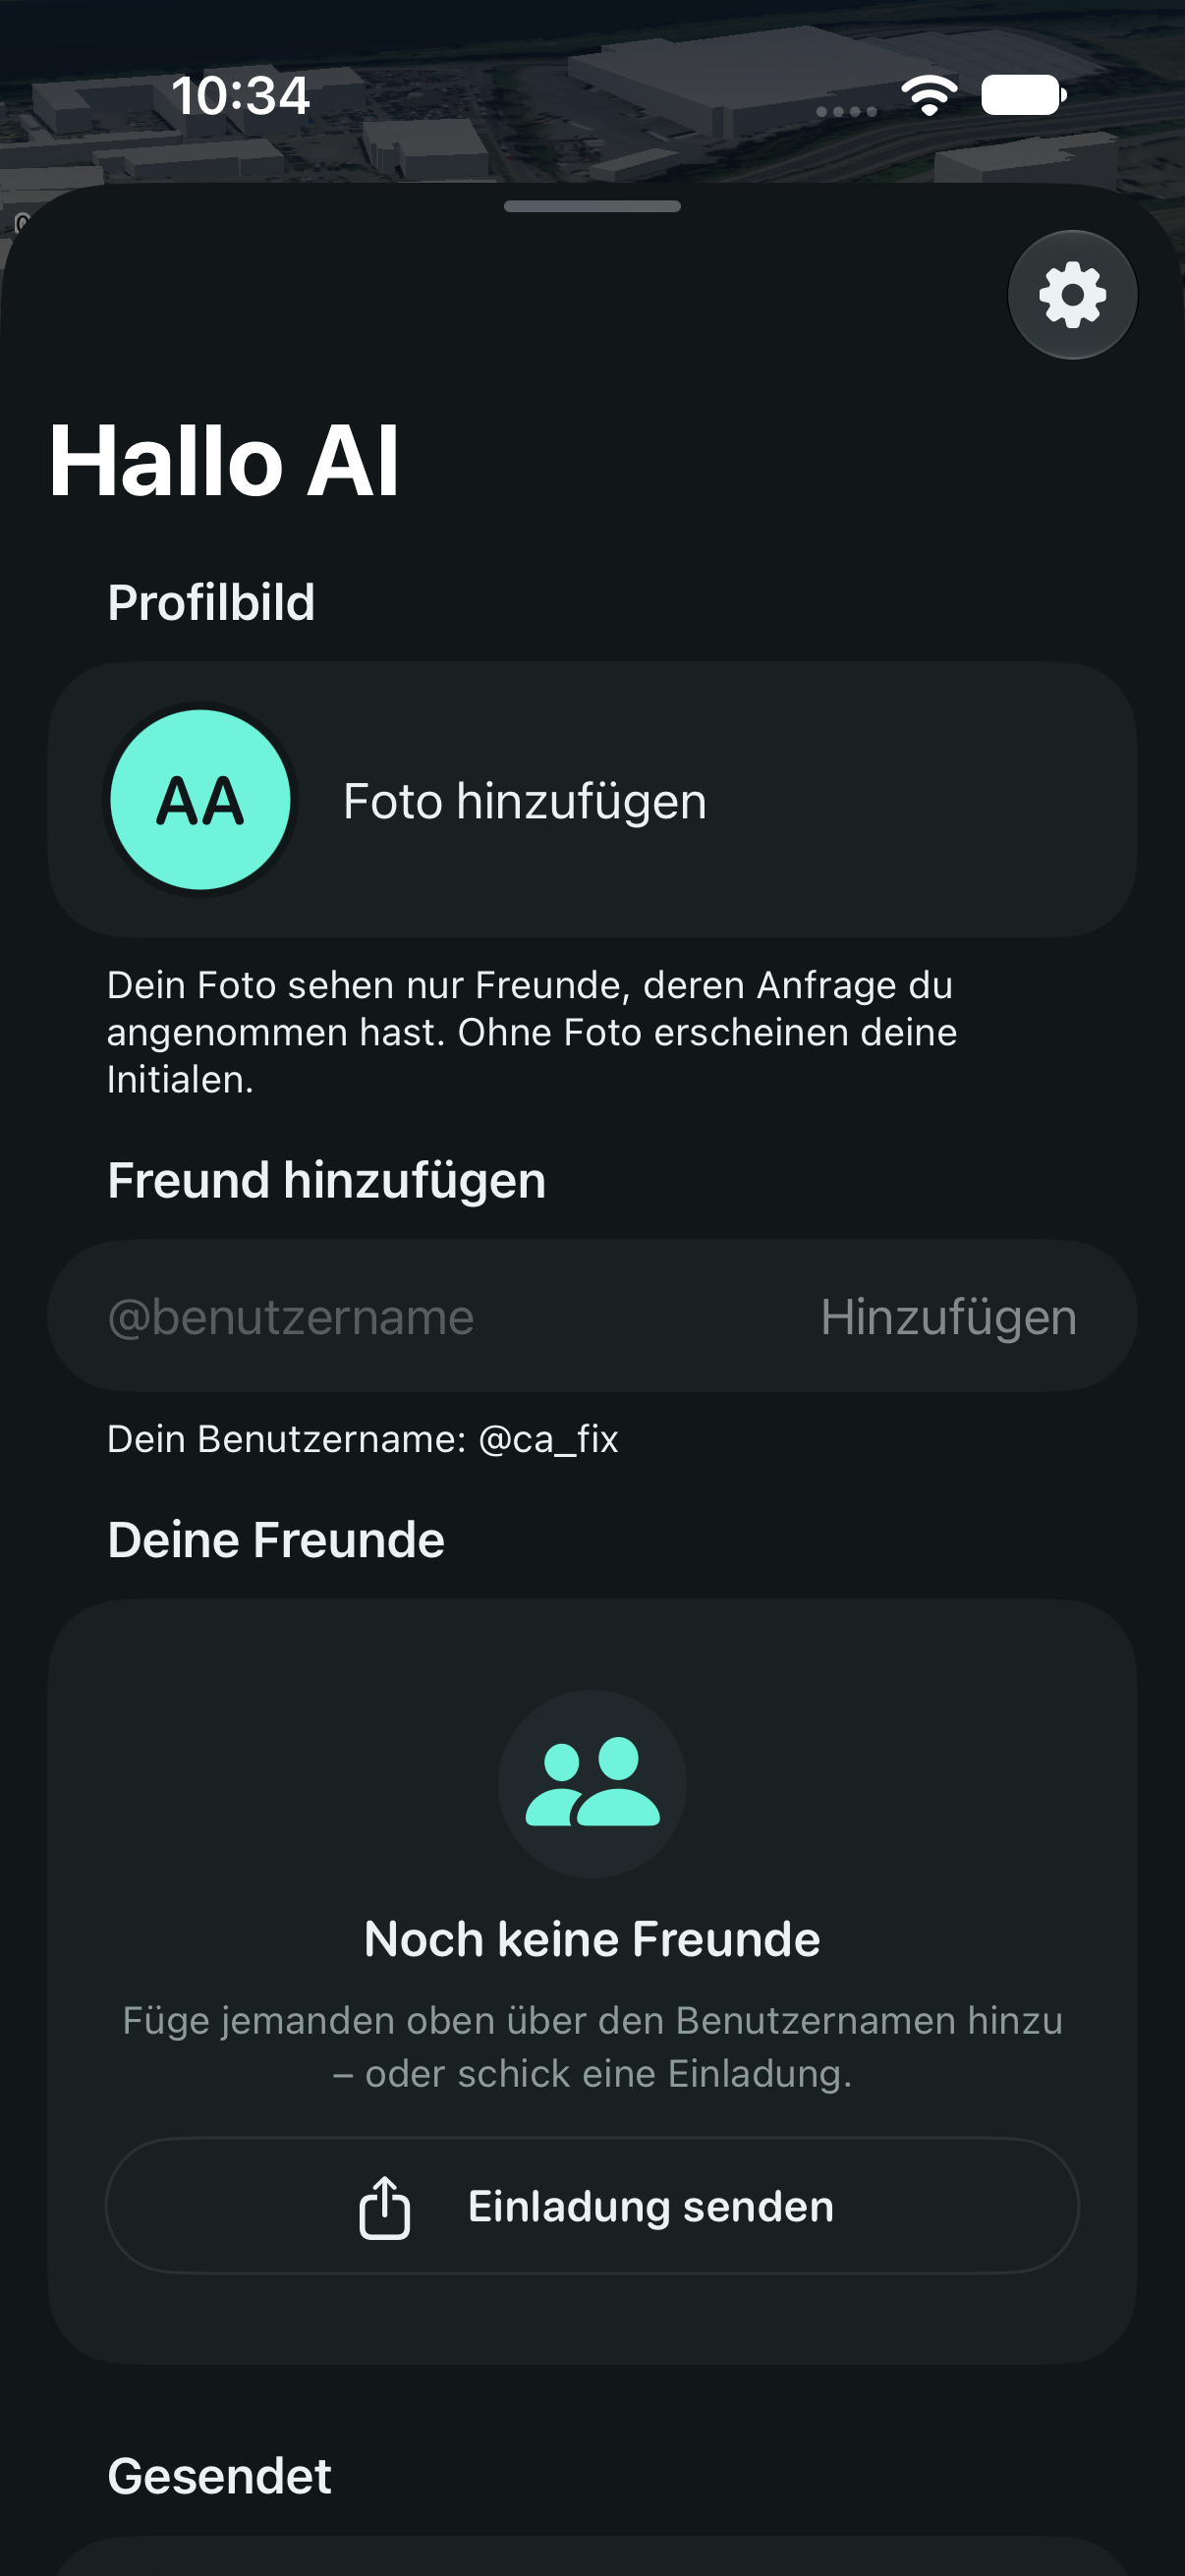 10:34
Hallo Al
Profilbild
AA
Foto hinzufügen
Dein Foto sehen nur Freunde, deren Anfrage du
angenommen hast. Ohne Foto erscheinen deine
Initialen.
Freund hinzufügen
@benutzername
Hinzufügen
Dein Benutzername: @ca_fix
Deine Freunde
Noch keine Freunde
Füge jemanden oben über den Benutzernamen hinzu
– oder schick eine Einladung.
Einladung senden
Gesendet